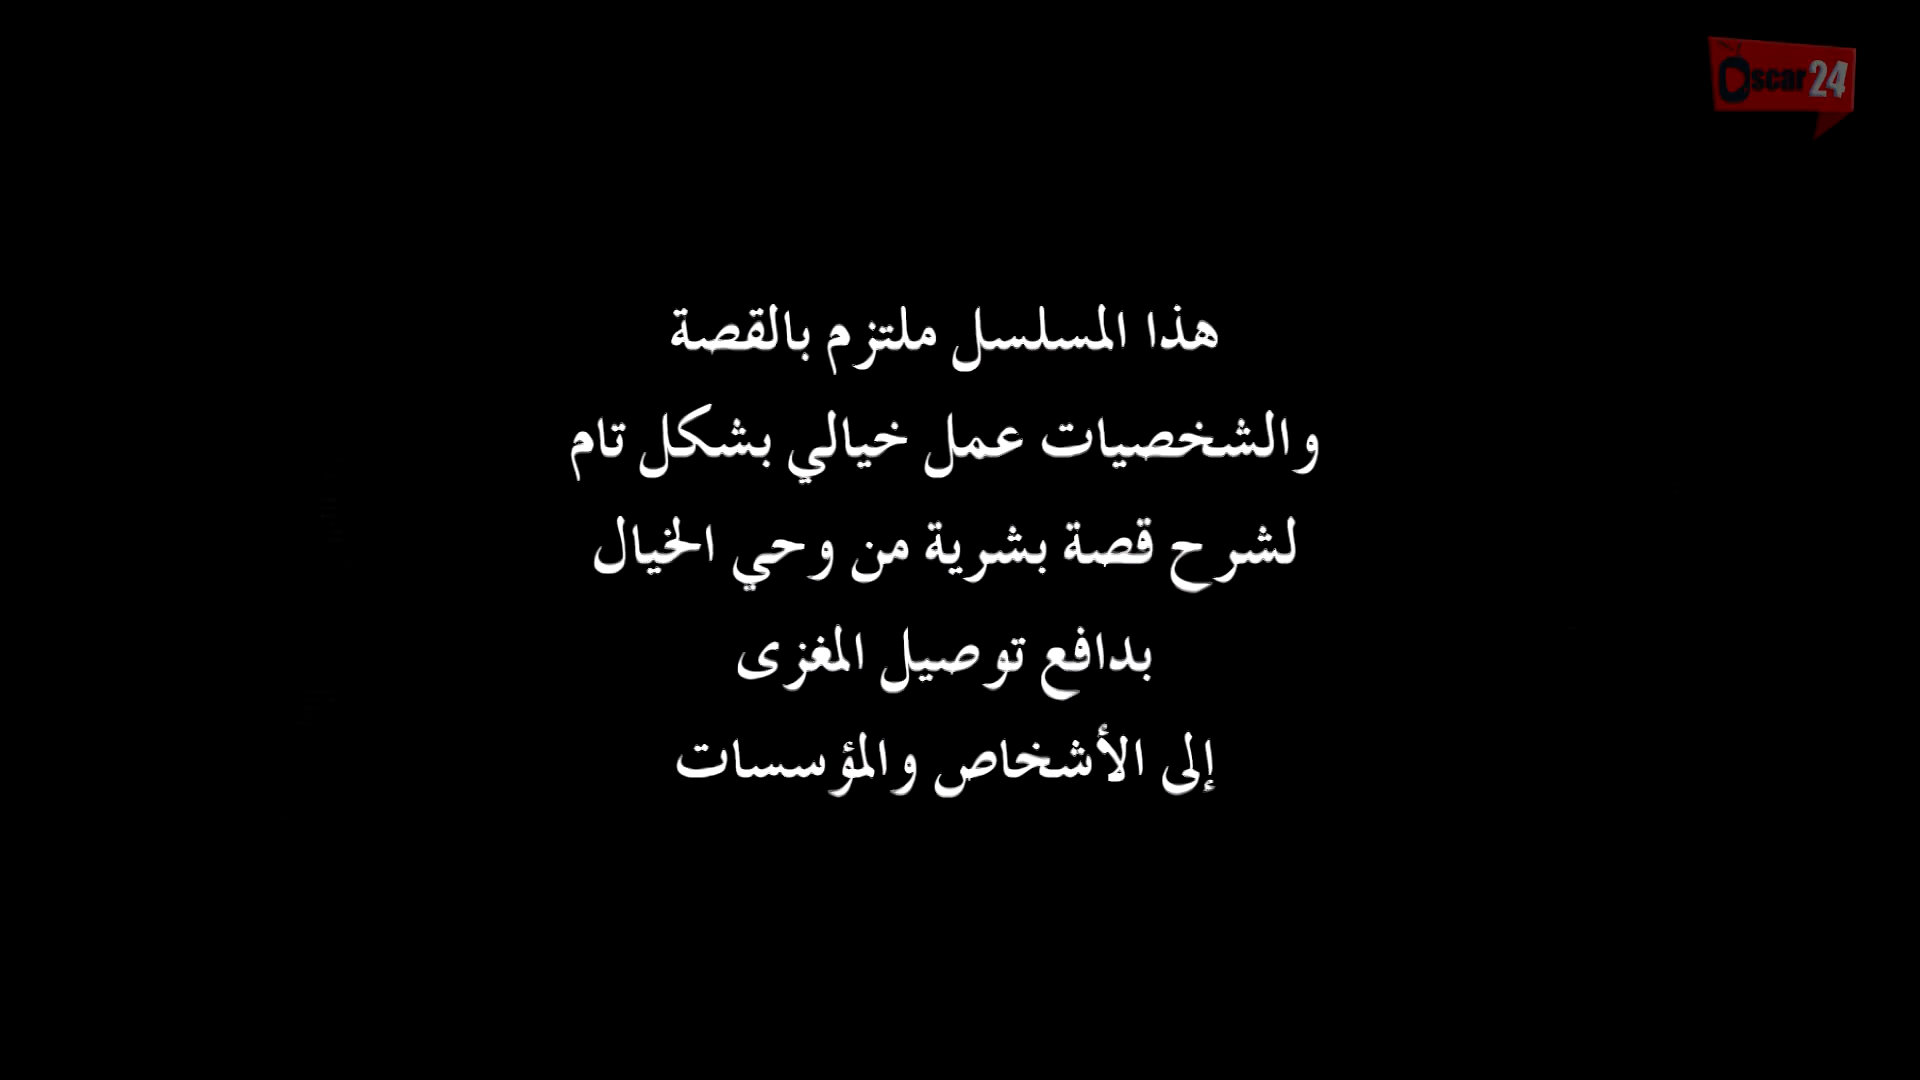 Oscar24
هذا المسلسل ملتزم بالقصة
والشخصيات عمل خيالي بشكل تام
لشرح قصة بشرية من وحي الخيال
بدافع توصيل المغزى
إلى الأشخاص والمؤسسات